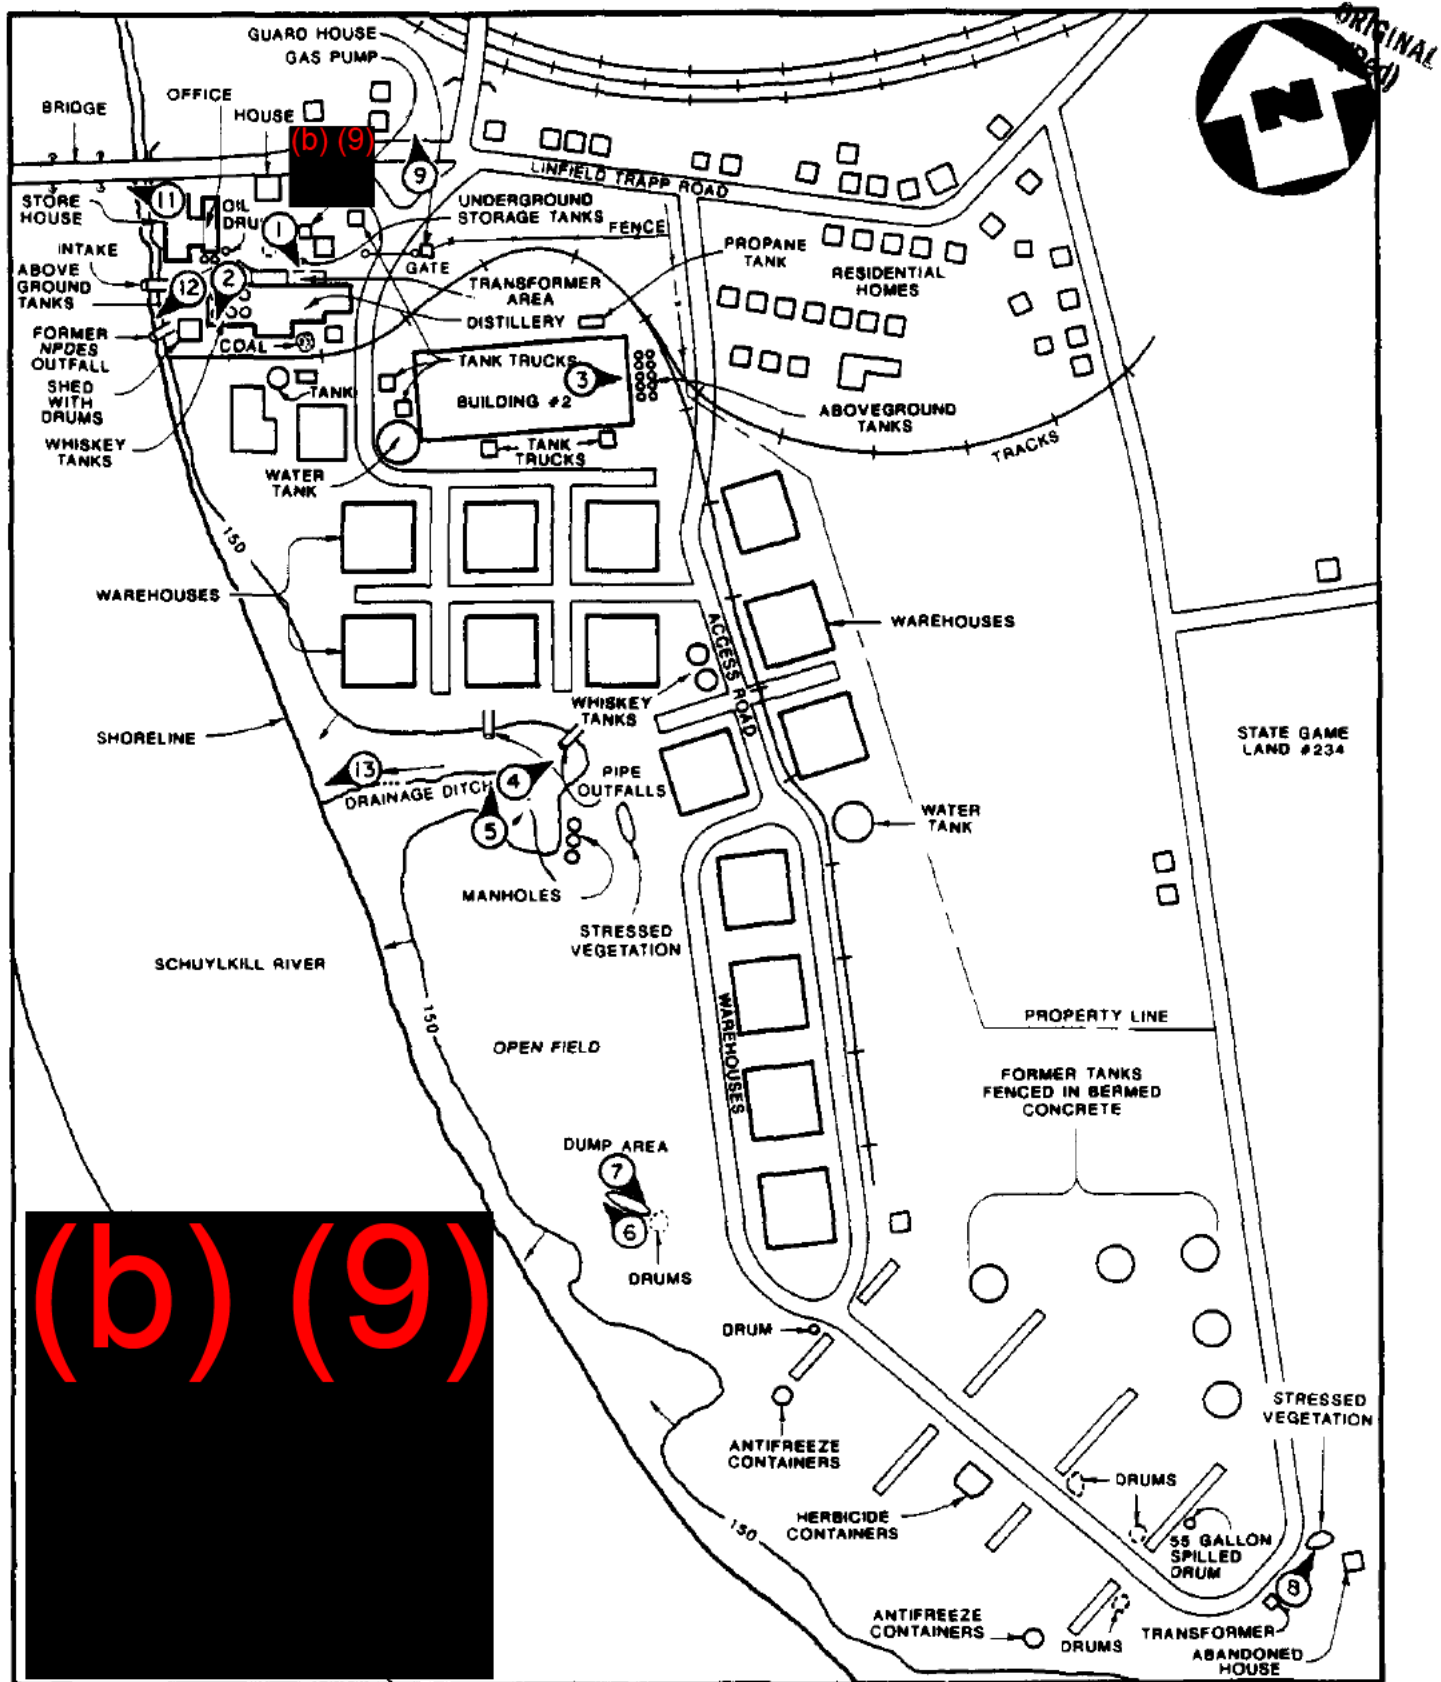 ORIGINAL
(Red)
GUARD HOUSE
GAS PUMP
OFFICE
BRIDGE
HOUSE
(b) (9)
N
9
LINFIELD TRAPP ROAD
11
STORE
HOUSE
OIL
DRU
1
UNDERGROUND
STORAGE TANKS
FENCE
INTAKE
GATE
PROPANE
TANK
RESIDENTIAL
HOMES
ABOVE
GROUND
TANKS
12
2
TRANSFORMER
AREA
DISTILLERY
FORMER
NPDES
OUTFALL
COAL
TANK TRUCKS
3
SHED
WITH
DRUMS
TANK
BUILDING #2
ABOVEGROUND
TANKS
WHISKEY
TANKS
TANK
TRUCKS
TRACKS
WATER
TANK
150
WAREHOUSES
ACCESS ROAD
WAREHOUSES
WHISKEY
TANKS
SHORELINE
STATE GAME
LAND #234
13
DRAINAGE DITCH
4
PIPE
OUTFALLS
5
WATER
TANK
MANHOLES
STRESSED
VEGETATION
SCHUYLKILL RIVER
150
WAREHOUSES
PROPERTY LINE
OPEN FIELD
FORMER TANKS
FENCED IN BERMED
CONCRETE
DUMP AREA
7
6
DRUMS
(b) (9)
DRUM
STRESSED
VEGETATION
ANTIFREEZE
CONTAINERS
DRUMS
HERBICIDE
CONTAINERS
150
55 GALLON
SPILLED
DRUM
8
ANTIFREEZE
CONTAINERS
DRUMS
TRANSFORMER
ABANDONED
HOUSE